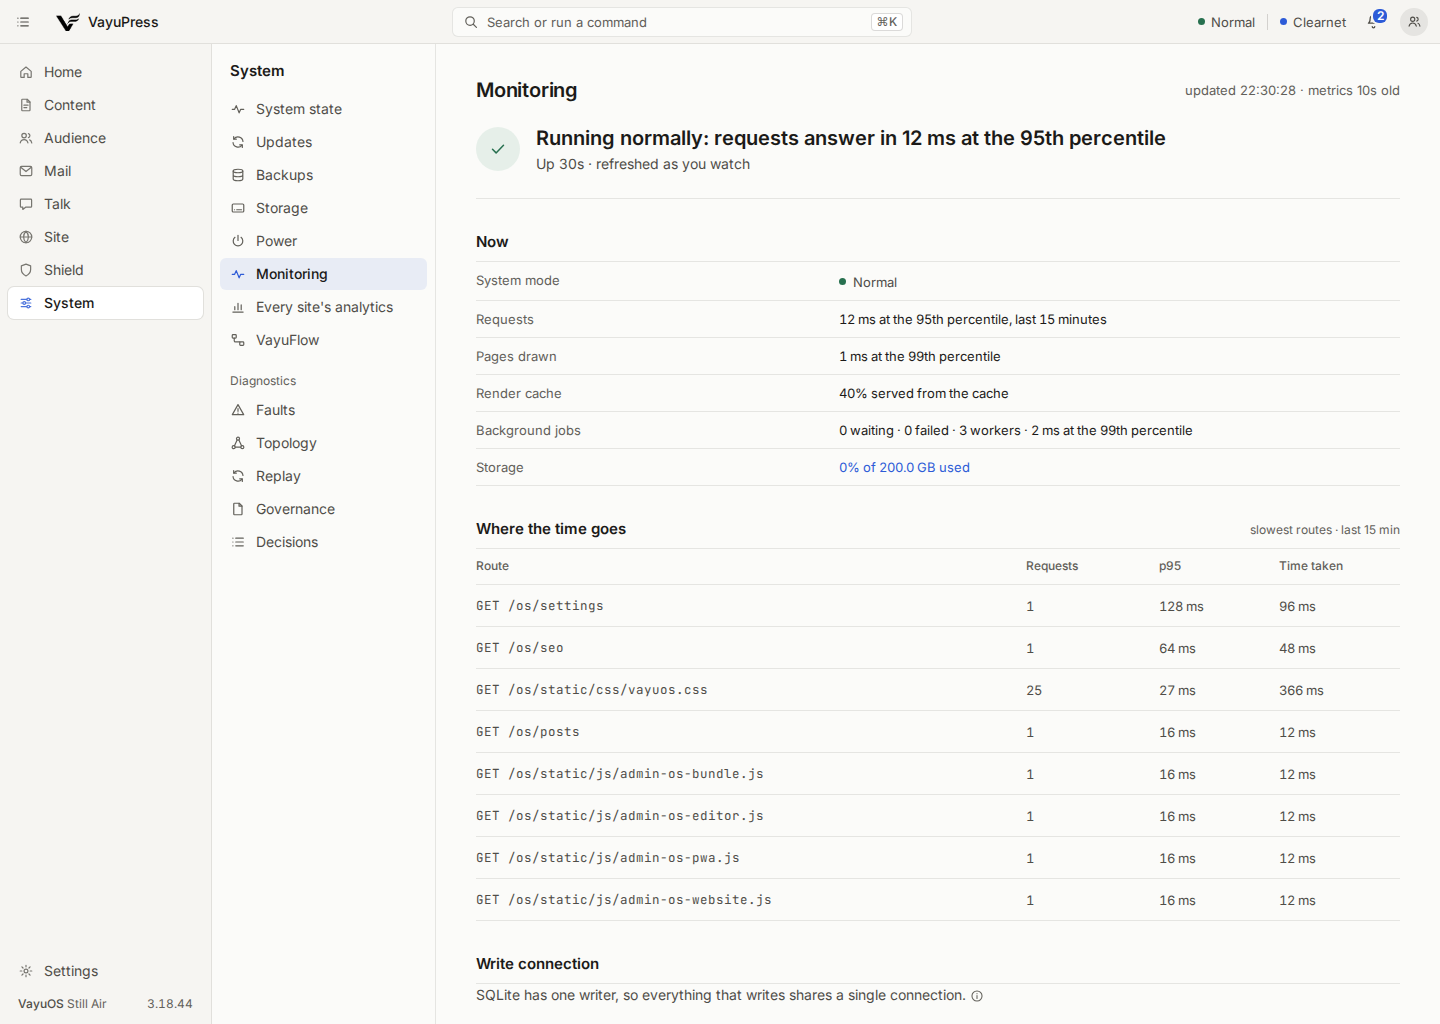 VayuPress
Search or run a command
⌘K
Normal
Clearnet
2
Home
Content
Audience
Mail
Talk
Site
Shield
System
Settings
VayuOS Still Air
3.18.44
System
System state
Updates
Backups
Storage
Power
Monitoring
Every site's analytics
VayuFlow
Diagnostics
Faults
Topology
Replay
Governance
Decisions
Monitoring
updated 22:30:28 · metrics 10s old
Running normally: requests answer in 12 ms at the 95th percentile
Up 30s · refreshed as you watch
Now
System mode Normal
Requests 12 ms at the 95th percentile, last 15 minutes
Pages drawn 1 ms at the 99th percentile
Render cache 40% served from the cache
Background jobs 0 waiting · 0 failed · 3 workers · 2 ms at the 99th percentile
Storage 0% of 200.0 GB used
Where the time goes slowest routes · last 15 min
Route Requests p95 Time taken
GET /os/settings 1 128 ms 96 ms
GET /os/seo 1 64 ms 48 ms
GET /os/static/css/vayuos.css 25 27 ms 366 ms
GET /os/posts 1 16 ms 12 ms
GET /os/static/js/admin-os-bundle.js 1 16 ms 12 ms
GET /os/static/js/admin-os-editor.js 1 16 ms 12 ms
GET /os/static/js/admin-os-pwa.js 1 16 ms 12 ms
GET /os/static/js/admin-os-website.js 1 16 ms 12 ms
Write connection
SQLite has one writer, so everything that writes shares a single connection.